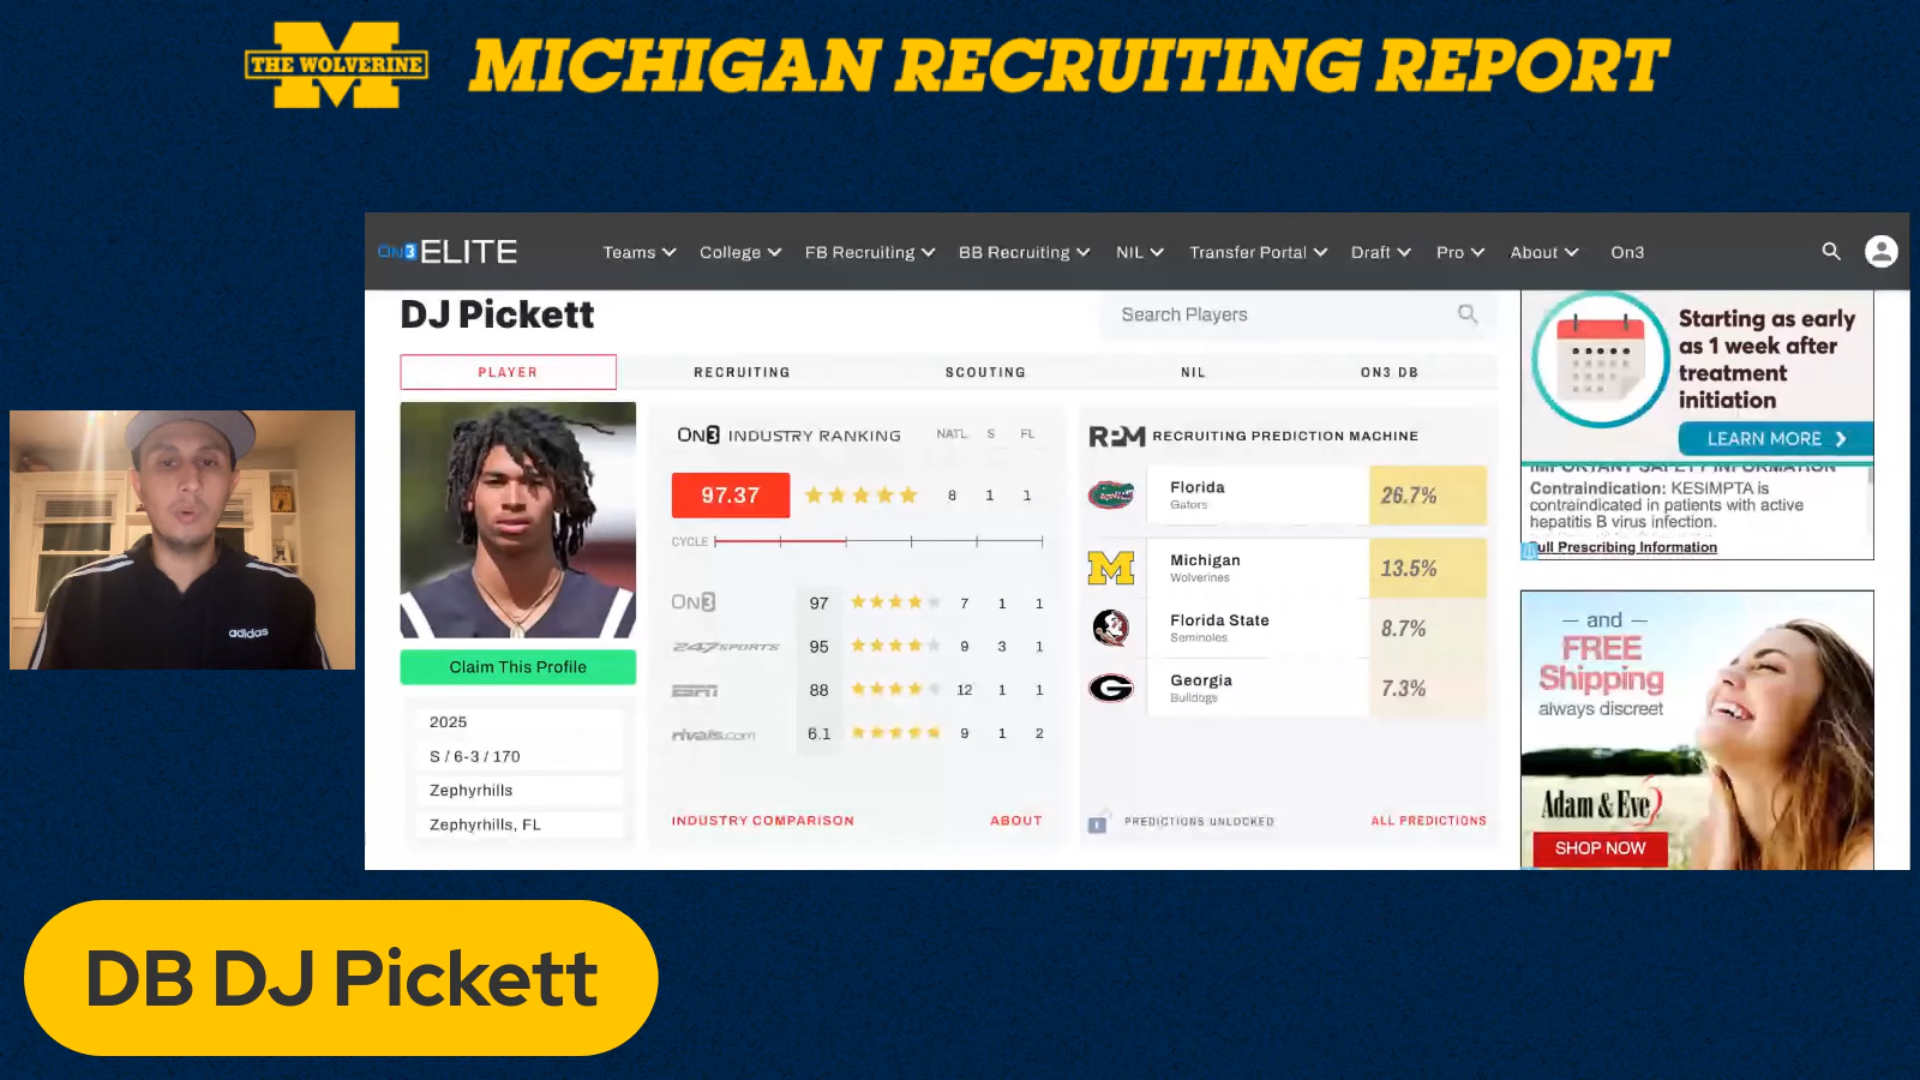 THE WOLVERINE
MICHIGAN RECRUITING REPORT
ON3 ELITE Teams College FB Recruiting BB Recruiting NIL Transfer Portal Draft Pro About On3
DJ Pickett
Search Players
PLAYER RECRUITING SCOUTING NIL ON3 DB
ON3 INDUSTRY RANKING NATL S FL
97.37 8 1 1
CYCLE
ON3 97 7 1 1
247SPORTS 95 9 3 1
ESPN 88 12 1 1
rivals.com 6.1 9 1 2
INDUSTRY COMPARISON ABOUT
Claim This Profile
2025
S / 6-3 / 170
Zephyrhills
Zephyrhills, FL
RPM RECRUITING PREDICTION MACHINE
Florida
Gators
26.7%
Michigan
Wolverines
13.5%
Florida State
Seminoles
8.7%
Georgia
Bulldogs
7.3%
PREDICTIONS UNLOCKED ALL PREDICTIONS
Starting as early
as 1 week after
treatment
initiation
LEARN MORE
IMPORTANT SAFETY INFORMATION
Contraindication: KESIMPTA is
contraindicated in patients with active
hepatitis B virus infection.
Full Prescribing Information
— and —
FREE
Shipping
always discreet
Adam & Eve
SHOP NOW
adidas
DB DJ Pickett